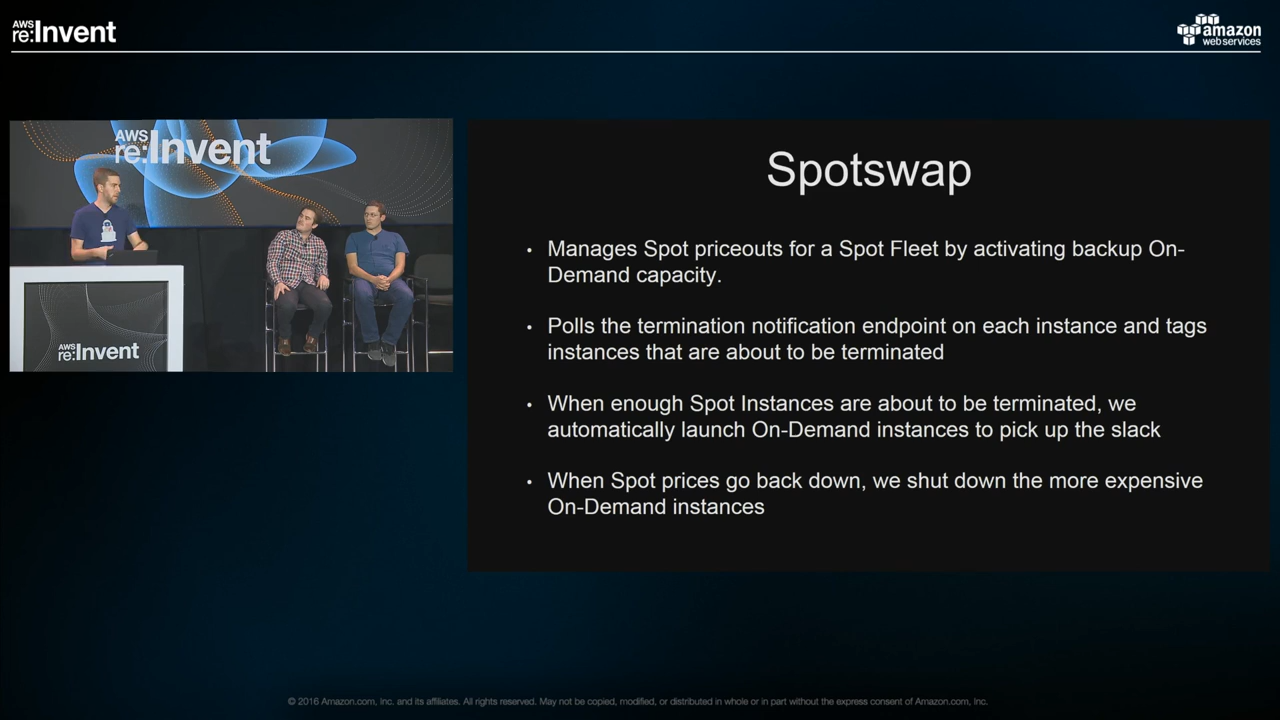 AWS
re:Invent
amazon
web services
AWS
re:Invent
AWS
re:Invent
Spotswap
• Manages Spot priceouts for a Spot Fleet by activating backup On-
Demand capacity.
• Polls the termination notification endpoint on each instance and tags
instances that are about to be terminated
• When enough Spot Instances are about to be terminated, we
automatically launch On-Demand instances to pick up the slack
• When Spot prices go back down, we shut down the more expensive
On-Demand instances
© 2016 Amazon.com, Inc. and its affiliates. All rights reserved. May not be copied, modified, or distributed in whole or in part without the express consent of Amazon.com, Inc.